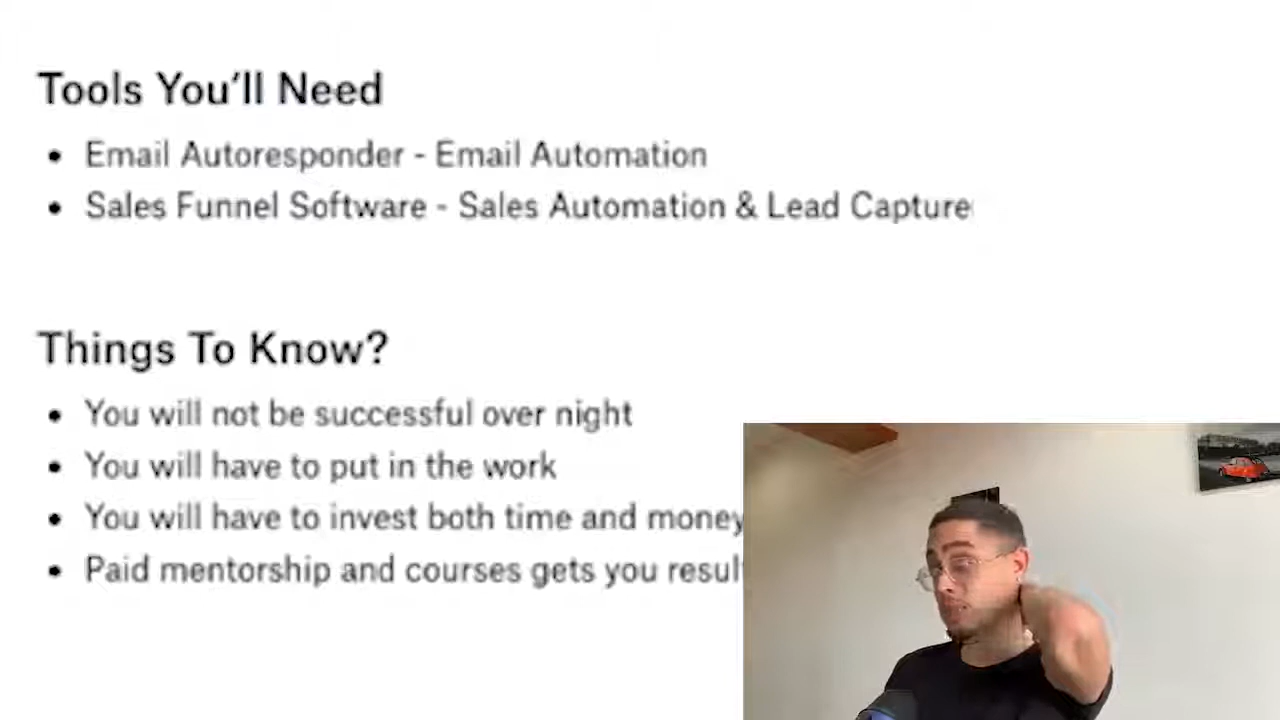 Tools You'll Need
Email Autoresponder - Email Automation
Sales Funnel Software - Sales Automation & Lead Capture
Things To Know?
You will not be successful over night
You will have to put in the work
You will have to invest both time and money
Paid mentorship and courses gets you